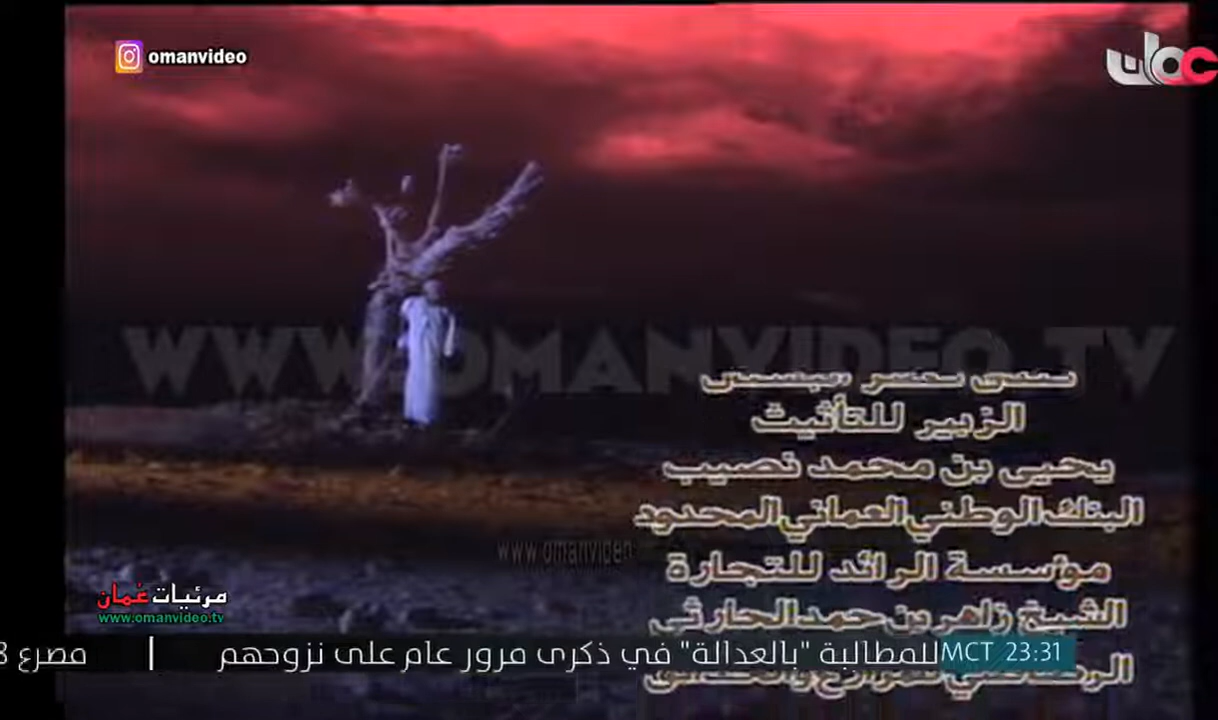 omanvideo
عمان
WWW.OMANVIDEO.TV
الزبير للتأثيث
يحيى بن محمد نصيب
البنك الوطني العماني المحدود
www.omanvideo
مؤسسة الرائد للتجارة
مرئيات عُمان
www.omanvideo.tv
الشيخ زاهر بن حمد الحارثي
MCT 23:31
للمطالبة "بالعدالة" في ذكرى مرور عام على نزوحهم | مصرع 8